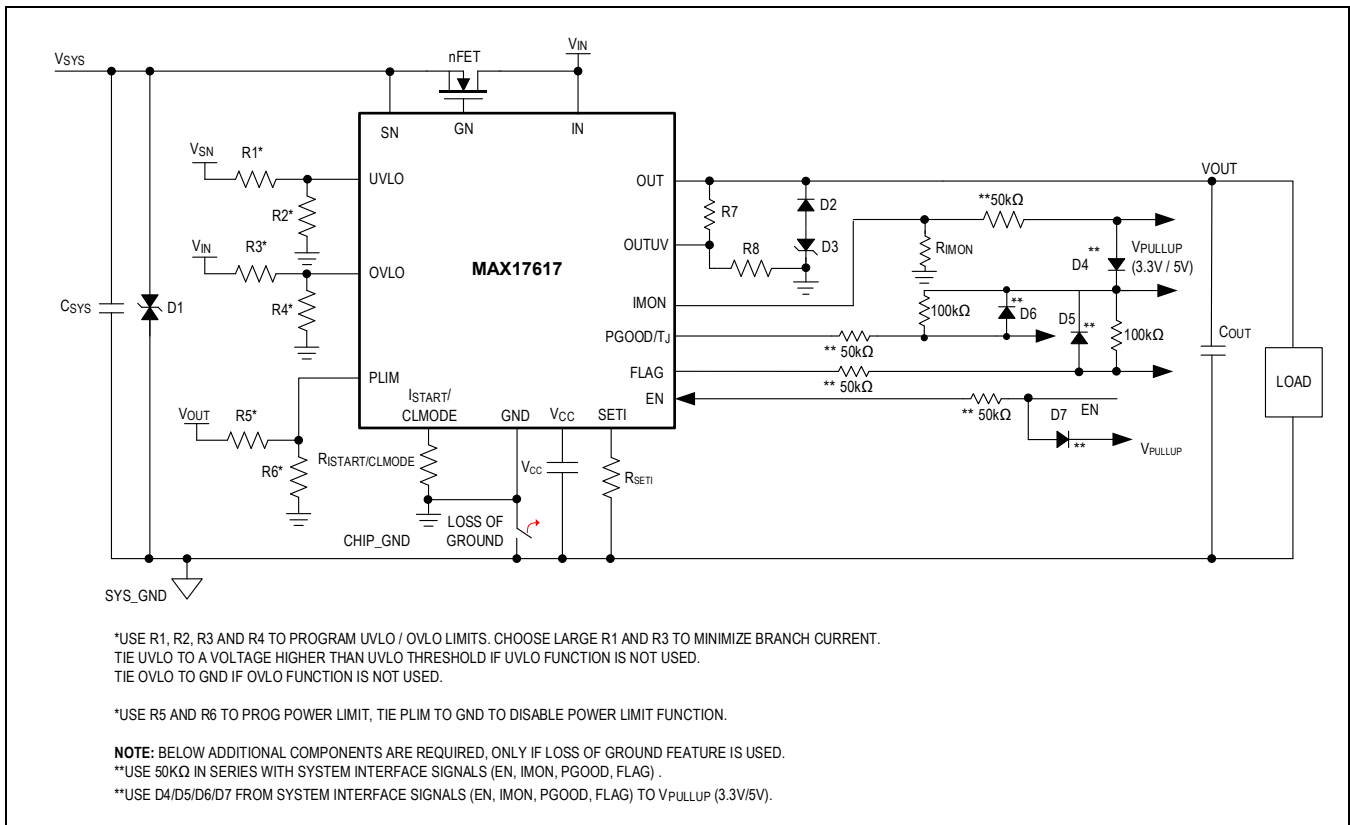 VSYS
nFET
VIN
SN
GN
IN
VSN
R1*
UVLO
R2*
VIN
R3*
OVLO
R4*
CSYS
D1
MAX17617
OUT
R7
D2
VOUT
**50kΩ
OUTUV
R8
D3
RIMON
**
D4
VPULLUP
(3.3V / 5V)
IMON
100kΩ
**
D6
D5
**
100kΩ
PGOOD/TJ
** 50kΩ
COUT
FLAG
** 50kΩ
LOAD
EN
** 50kΩ
EN
D7
**
VPULLUP
PLIM
ISTART/
CLMODE
GND
VCC
SETI
VOUT
R5*
R6*
RISTART/CLMODE
VCC
RSETI
CHIP_GND
LOSS OF
GROUND
SYS_GND
*USE R1, R2, R3 AND R4 TO PROGRAM UVLO / OVLO LIMITS. CHOOSE LARGE R1 AND R3 TO MINIMIZE BRANCH CURRENT.
TIE UVLO TO A VOLTAGE HIGHER THAN UVLO THRESHOLD IF UVLO FUNCTION IS NOT USED.
TIE OVLO TO GND IF OVLO FUNCTION IS NOT USED.
*USE R5 AND R6 TO PROG POWER LIMIT, TIE PLIM TO GND TO DISABLE POWER LIMIT FUNCTION.
NOTE: BELOW ADDITIONAL COMPONENTS ARE REQUIRED, ONLY IF LOSS OF GROUND FEATURE IS USED.
**USE 50KΩ IN SERIES WITH SYSTEM INTERFACE SIGNALS (EN, IMON, PGOOD, FLAG) .
**USE D4/D5/D6/D7 FROM SYSTEM INTERFACE SIGNALS (EN, IMON, PGOOD, FLAG) TO VPULLUP (3.3V/5V).